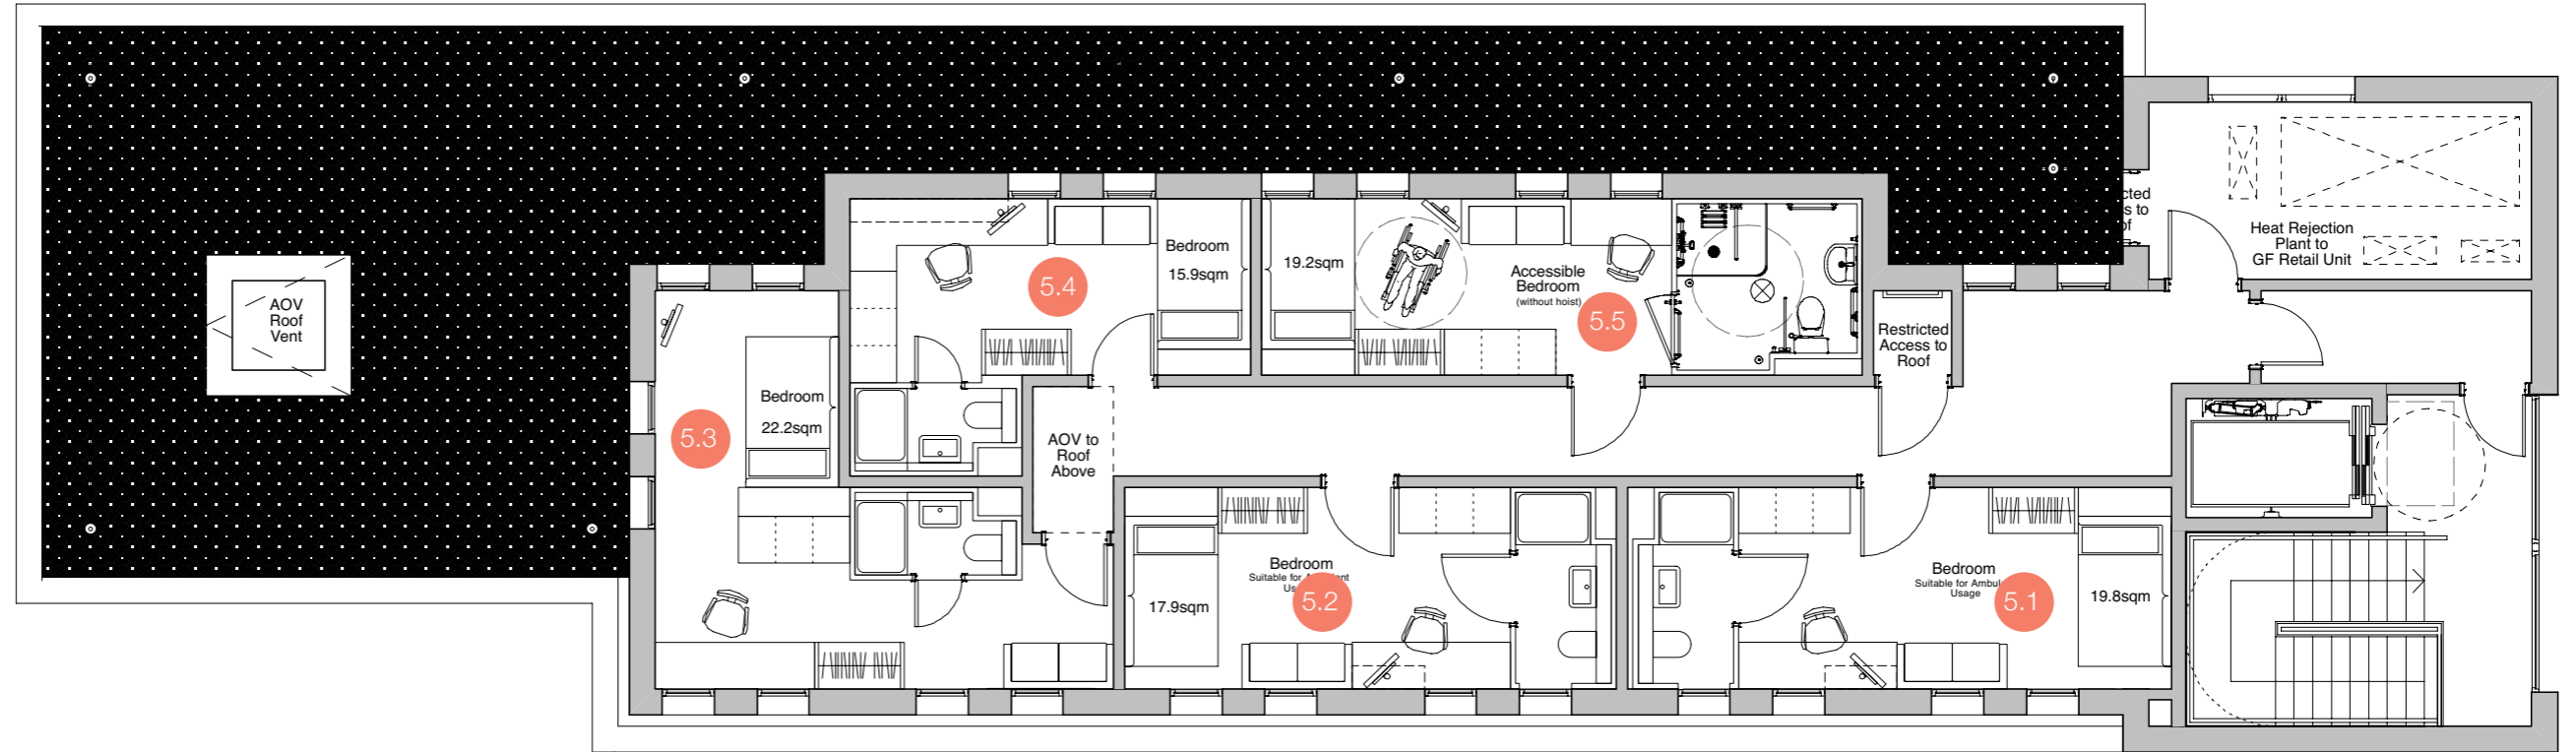 AOV
Roof
Vent
5.3
Bedroom
22.2sqm
5.4
Bedroom
15.9sqm
19.2sqm
Accessible
Bedroom
(without hoist)
5.5
Restricted
Access to
Roof
Heat Rejection
Plant to
GF Retail Unit
AOV to
Roof
Above
Bedroom
Suitable for
5.2
17.9sqm
Bedroom
Suitable for
Usage
5.1
19.8sqm